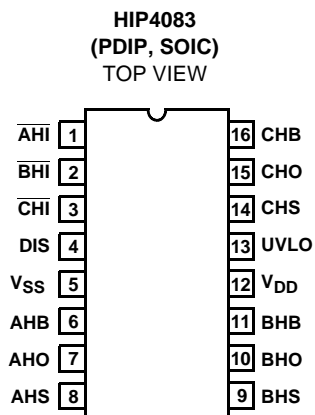 HIP4083
(PDIP, SOIC)
TOP VIEW
AHI 1 16 CHB
BHI 2 15 CHO
CHI 3 14 CHS
DIS 4 13 UVLO
VSS 5 12 VDD
AHB 6 11 BHB
AHO 7 10 BHO
AHS 8 9 BHS